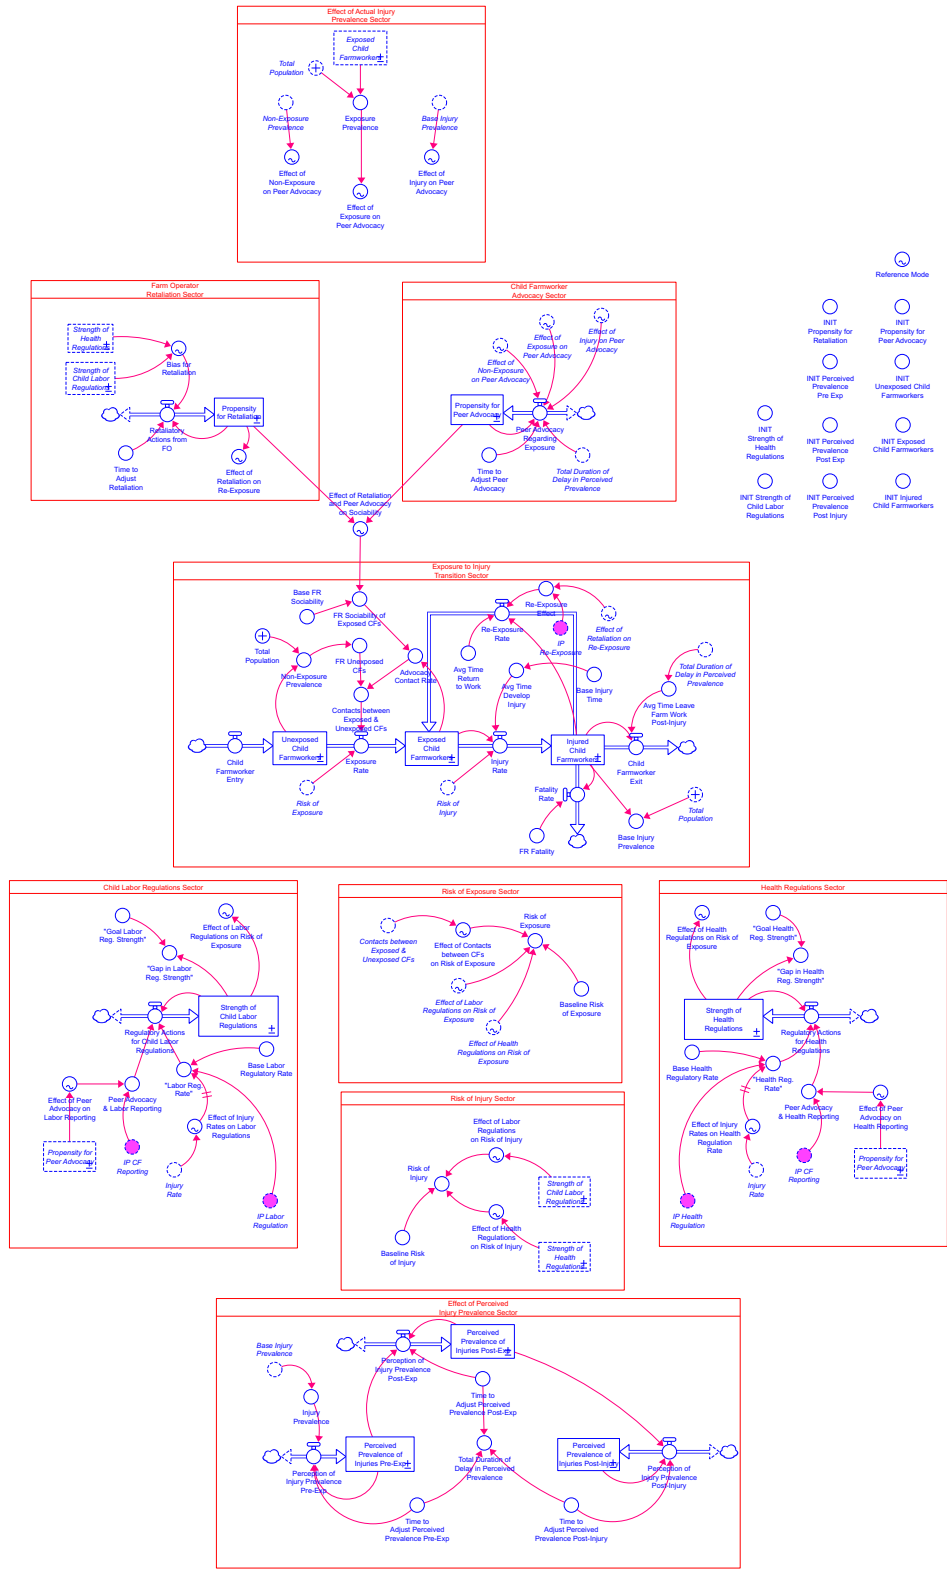 Effect of Actual Injury
Prevalence Sector
Exposed
Child
Farmworkers
Total
Population
Non-Exposure
Prevalence
Exposure
Prevalence
Base Injury
Prevalence
Effect of
Non-Exposure
on Peer Advocacy
Effect of
Exposure on
Peer Advocacy
Effect of
Injury on Peer
Advocacy
Reference Mode
INIT
Propensity for
Retaliation
INIT
Propensity for
Peer Advocacy
INIT Perceived
Prevalence
Pre Exp
INIT
Unexposed Child
Farmworkers
INIT
Strength of
Health
Regulations
INIT Perceived
Prevalence
Post Exp
INIT Exposed
Child Farmworkers
INIT Strength of
Child Labor
Regulations
INIT Perceived
Prevalence
Post Injury
INIT Injured
Child Farmworkers
Farm Operator
Retaliation Sector
Strength of
Health
Regulations
Strength of
Child Labor
Regulations
Bias for
Retaliation
Propensity
for Retaliation
Retaliatory
Actions from
FO
Time to
Adjust
Retaliation
Effect of
Retaliation on
Re-Exposure
Child Farmworker
Advocacy Sector
Effect of
Non-Exposure
on Peer Advocacy
Effect of
Exposure on
Peer Advocacy
Effect of
Injury on Peer
Advocacy
Propensity for
Peer Advocacy
Peer Advocacy
Regarding
Exposure
Time to
Adjust Peer
Advocacy
Total Duration of
Delay in Perceived
Prevalence
Effect of Retaliation
and Peer Advocacy
on Sociability
Exposure to Injury
Transition Sector
Base FR
Sociability
FR Sociability of
Exposed CFs
Total
Population
Non-Exposure
Prevalence
FR Unexposed
CFs
Advocacy
Contact Rate
Contacts between
Exposed &
Unexposed CFs
Re-Exposure
Rate
Re-Exposure
Effect
IP
Re-Exposure
Effect of
Retaliation on
Re-Exposure
Avg Time
Return
to Work
Avg Time
Develop
Injury
Base Injury
Time
Total Duration of
Delay in Perceived
Prevalence
Avg Time Leave
Farm Work
Post-Injury
Child
Farmworker
Entry
Unexposed
Child
Farmworkers
Exposure
Rate
Exposed
Child
Farmworkers
Injury
Rate
Injured
Child
Farmworkers
Child
Farmworker
Exit
Risk of
Exposure
Risk of
Injury
Fatality
Rate
FR Fatality
Base Injury
Prevalence
Total
Population
Child Labor Regulations Sector
"Goal Labor
Reg. Strength"
Effect of Labor
Regulations on Risk of
Exposure
"Gap in Labor
Reg. Strength"
Strength of
Child Labor
Regulations
Regulatory Actions
for Child Labor
Regulations
Base Labor
Regulatory Rate
"Labor Reg.
Rate"
Effect of Peer
Advocacy on
Labor Reporting
Peer Advocacy
& Labor Reporting
Effect of Injury
Rates on Labor
Regulations
Propensity for
Peer Advocacy
IP CF
Reporting
Injury
Rate
IP Labor
Regulation
Risk of Exposure Sector
Contacts between
Exposed &
Unexposed CFs
Effect of Contacts
between CFs
on Risk of Exposure
Risk of
Exposure
Effect of Labor
Regulations on Risk of
Exposure
Baseline Risk
of Exposure
Effect of Health
Regulations on Risk of
Exposure
Health Regulations Sector
Effect of Health
Regulations on Risk of
Exposure
"Goal Health
Reg. Strength"
"Gap in Health
Reg. Strength"
Strength of
Health
Regulations
Regulatory Actions
for Health
Regulations
Base Health
Regulatory Rate
"Health Reg.
Rate"
Peer Advocacy
& Health Reporting
Effect of Peer
Advocacy on
Health Reporting
Effect of Injury
Rates on Health
Regulation
Rate
Injury
Rate
IP CF
Reporting
Propensity for
Peer Advocacy
IP Health
Regulation
Risk of Injury Sector
Effect of Labor
Regulations
on Risk of Injury
Risk of
Injury
Strength of
Child Labor
Regulations
Effect of Health
Regulations
on Risk of Injury
Baseline Risk
of Injury
Strength of
Health
Regulations
Effect of Perceived
Injury Prevalence Sector
Base Injury
Prevalence
Perceived
Prevalence of
Injuries Post-Exp
Perception of
Injury Prevalence
Post-Exp
Injury
Prevalence
Time to
Adjust Perceived
Prevalence Post-Exp
Perceived
Prevalence of
Injuries Pre-Exp
Perception of
Injury Prevalence
Pre-Exp
Total Duration of
Delay in Perceived
Prevalence
Perceived
Prevalence of
Injuries Post-Injury
Perception of
Injury Prevalence
Post-Injury
Time to
Adjust Perceived
Prevalence Pre-Exp
Time to
Adjust Perceived
Prevalence Post-Injury